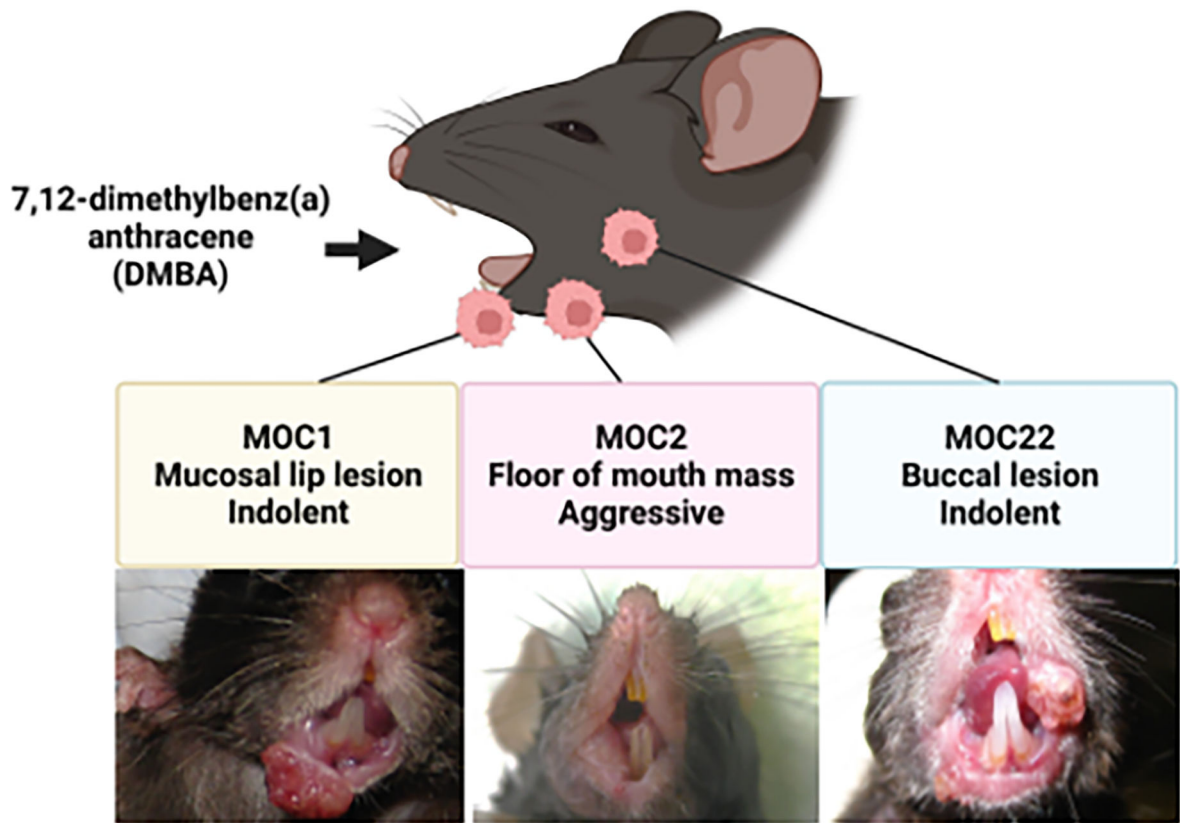 7,12-dimethylbenz(a)
anthracene
(DMBA)
MOC1
Mucosal lip lesion
Indolent
MOC2
Floor of mouth mass
Aggressive
MOC22
Buccal lesion
Indolent